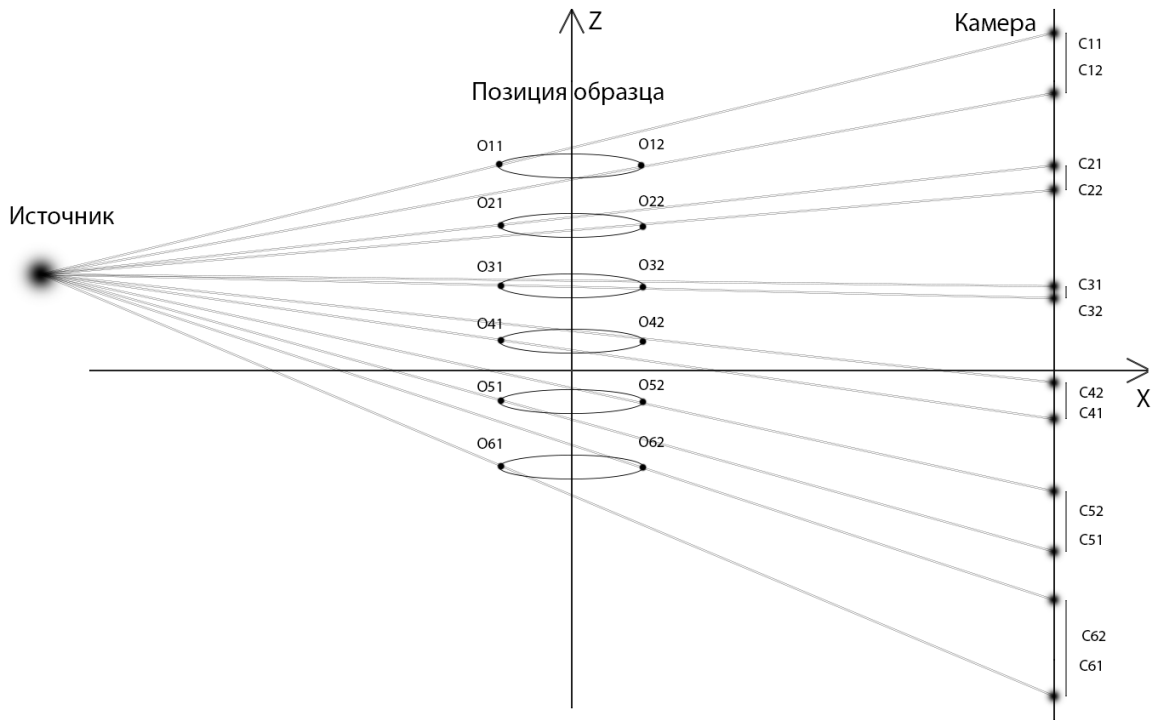 Z
Камера
C11
C12
Позиция образца
O11
O12
C21
C22
O21
O22
Источник
O31
O32
C31
C32
O41
O42
X
C42
C41
O51
O52
O61
O62
C52
C51
C62
C61